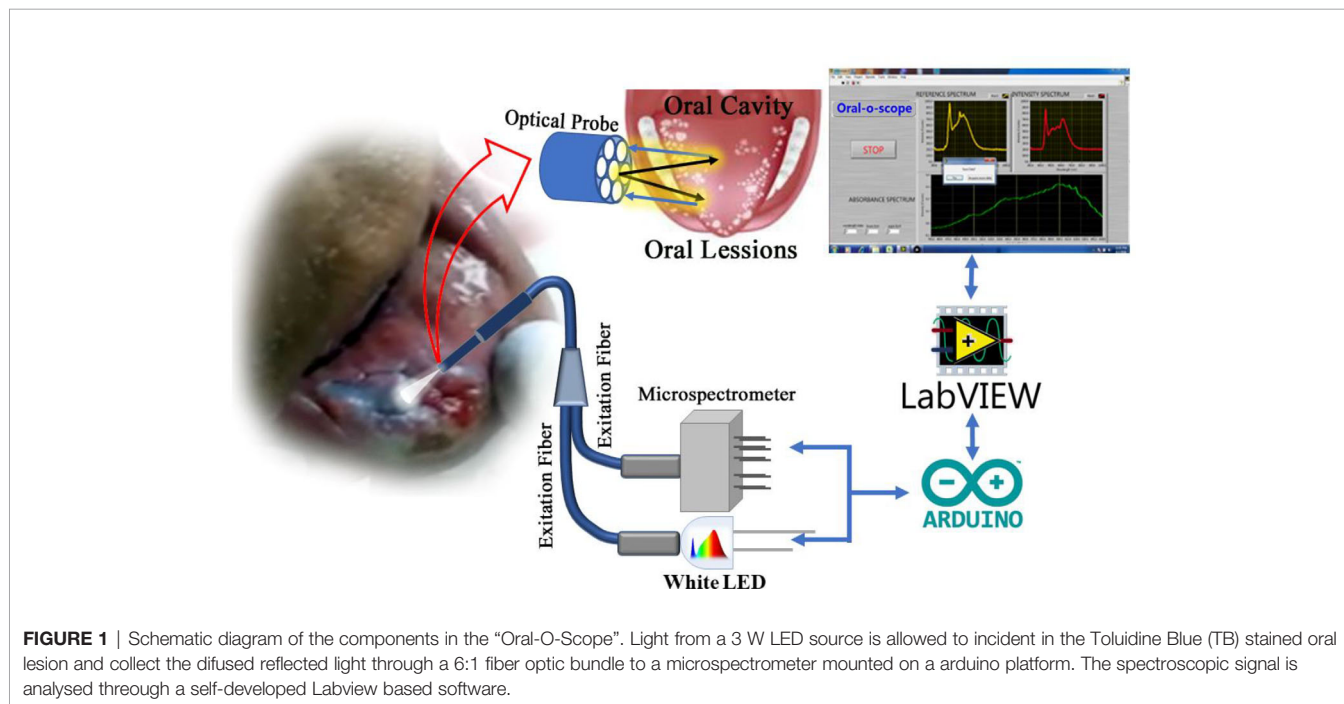 Optical Probe
Oral Cavity
Oral Lessions
Oral-o-scope
REFERENCE SPECTRUM
INTENSITY SPECTRUM
STOP
ABSORBANCE SPECTRUM
LabVIEW
ARDUINO
Microspectrometer
Exitation Fiber
Exitation Fiber
White LED
FIGURE 1 | Schematic diagram of the components in the “Oral-O-Scope”. Light from a 3 W LED source is allowed to incident in the Toluidine Blue (TB) stained oral
lesion and collect the difused reflected light through a 6:1 fiber optic bundle to a microspectrometer mounted on a arduino platform. The spectroscopic signal is
analysed threough a self-developed Labview based software.